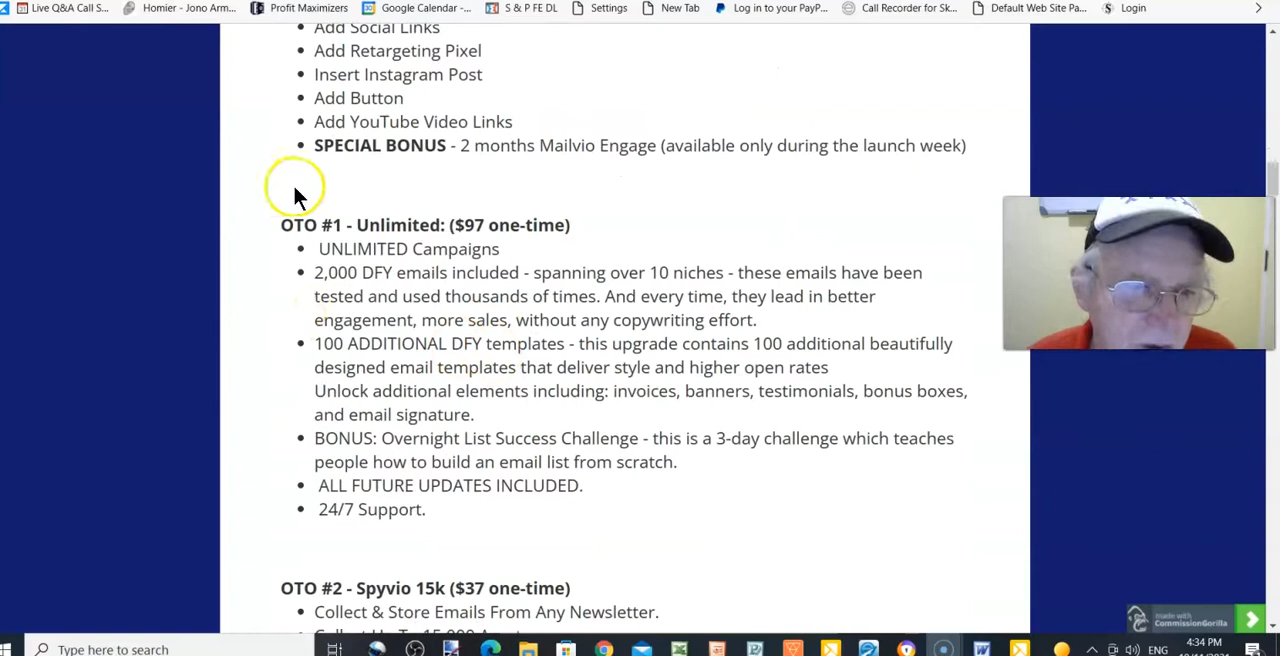 Live Q&A Call S... Homier - Jono Arm... Profit Maximizers Google Calendar -... S & P FE DL Settings New Tab Log in to your PayP... Call Recorder for Sk... Default Web Site Pa... Login
• Add Social Links
• Add Retargeting Pixel
• Insert Instagram Post
• Add Button
• Add YouTube Video Links
• SPECIAL BONUS - 2 months Mailvio Engage (available only during the launch week)
OTO #1 - Unlimited: ($97 one-time)
• UNLIMITED Campaigns
• 2,000 DFY emails included - spanning over 10 niches - these emails have been
tested and used thousands of times. And every time, they lead in better
engagement, more sales, without any copywriting effort.
• 100 ADDITIONAL DFY templates - this upgrade contains 100 additional beautifully
designed email templates that deliver style and higher open rates
Unlock additional elements including: invoices, banners, testimonials, bonus boxes,
and email signature.
• BONUS: Overnight List Success Challenge - this is a 3-day challenge which teaches
people how to build an email list from scratch.
• ALL FUTURE UPDATES INCLUDED.
• 24/7 Support.
OTO #2 - Spyvio 15k ($37 one-time)
• Collect & Store Emails From Any Newsletter.
made with
CommissionGorilla
Type here to search
ENG
4:34 PM